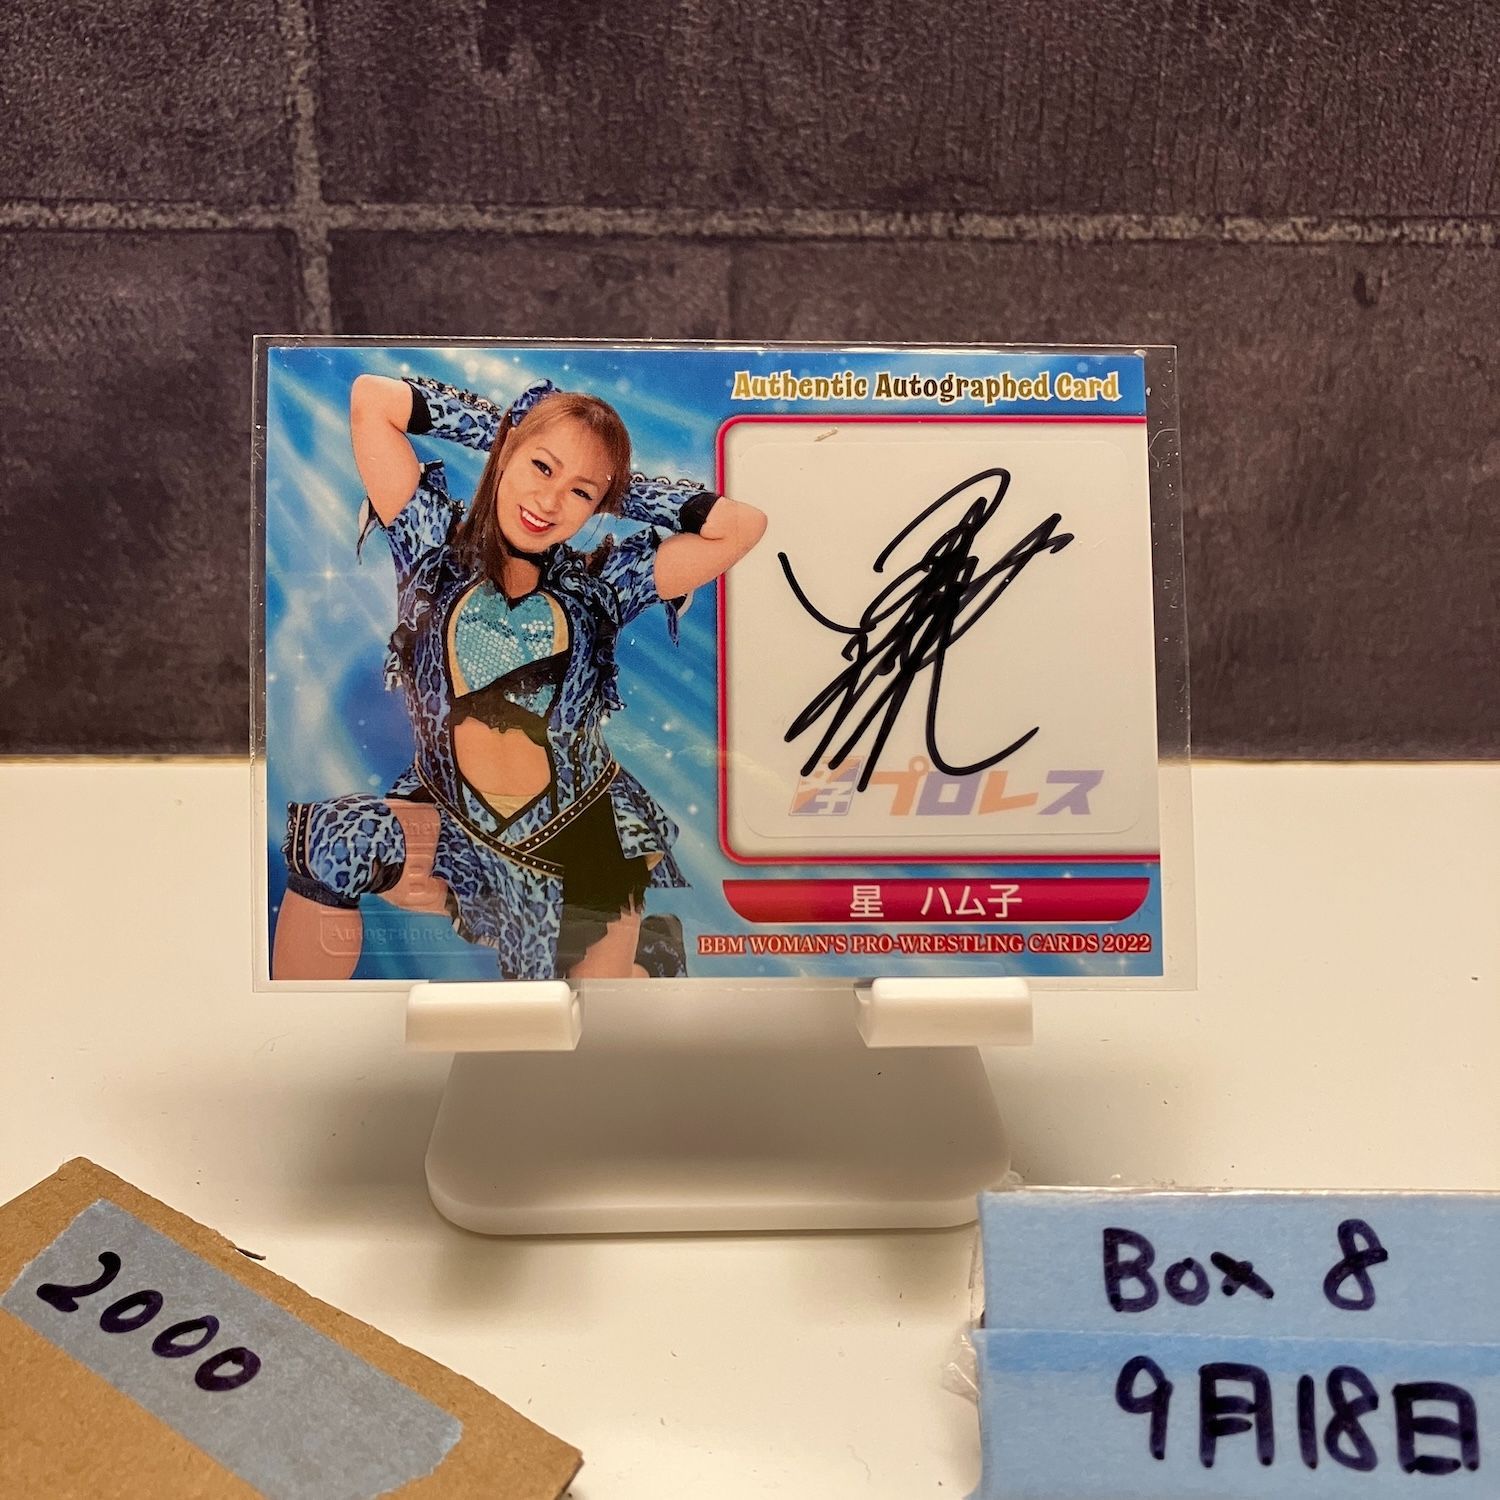 Authentic Autographed Card
プロレス
星 ハム子
BBM WOMAN'S PRO-WRESTLING CARDS 2022
Autographed
2000
Box 8
9月18日